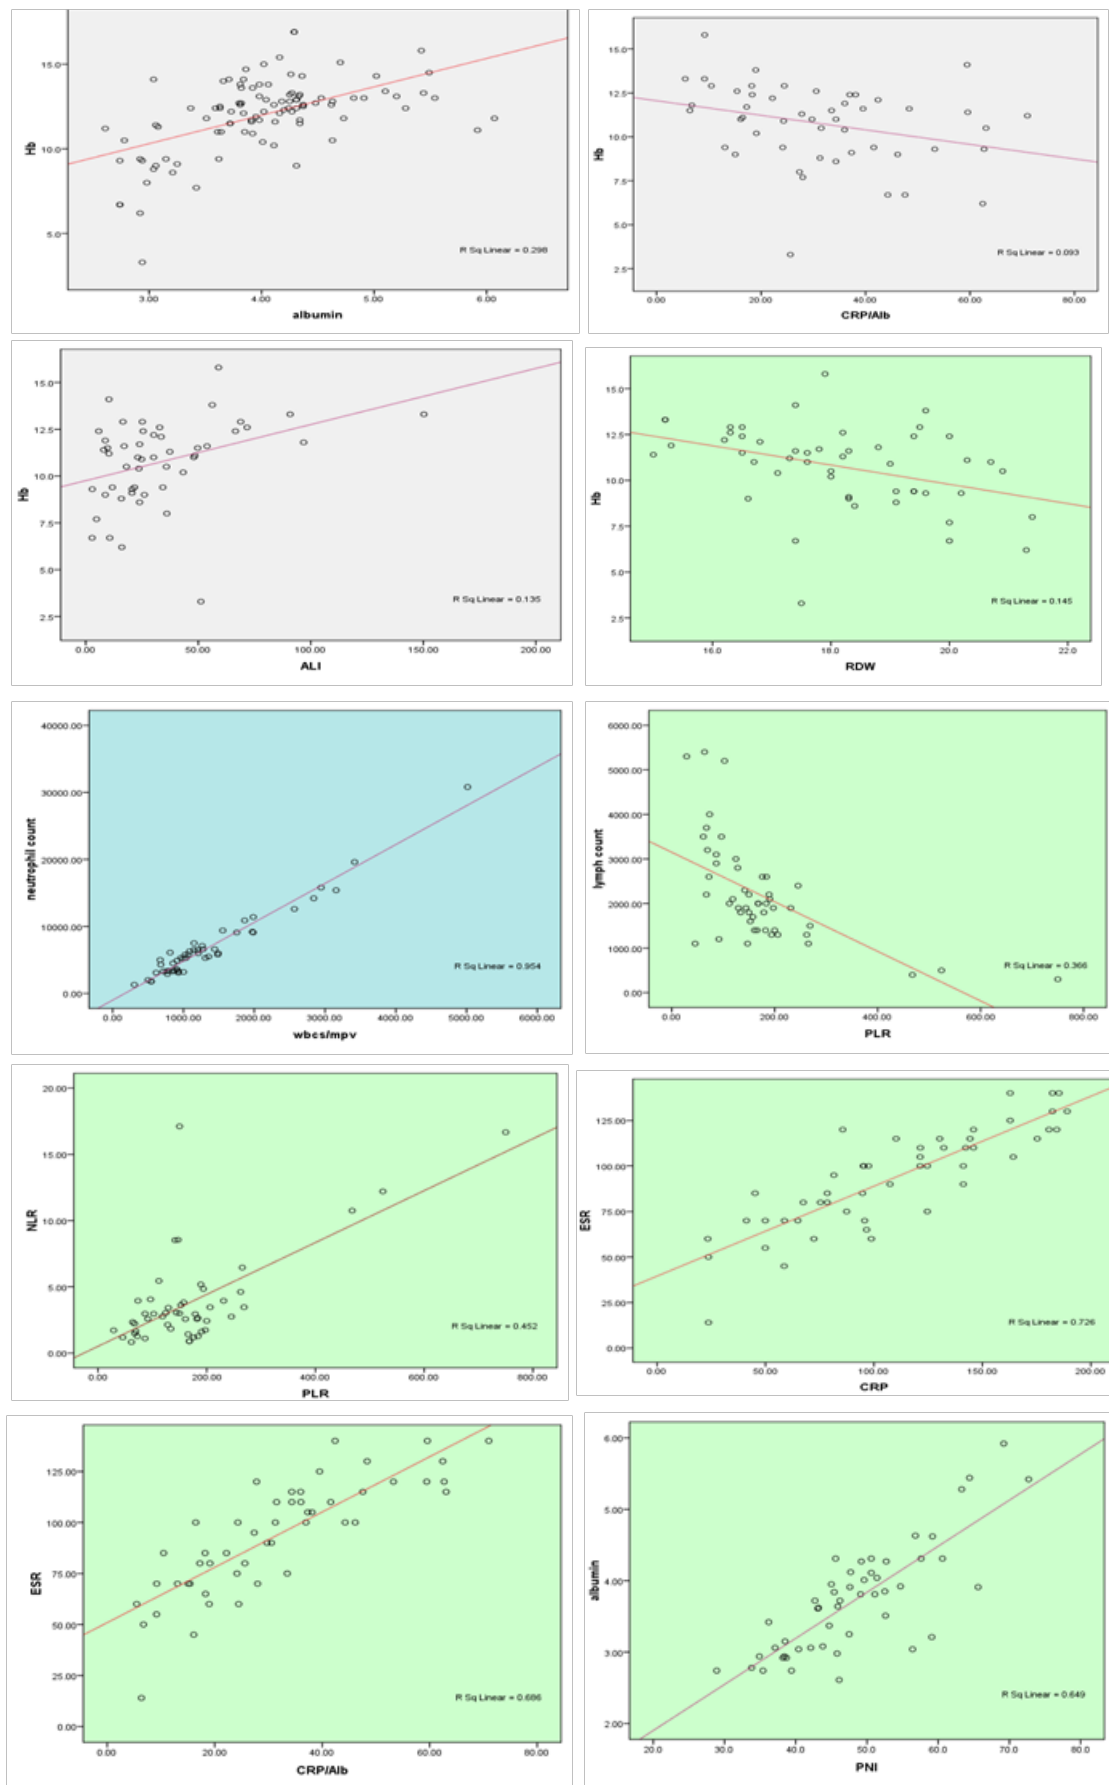 15.0
10.0
5.0
Hb
R Sq Linear = 0.298
3.00 4.00 5.00 6.00
albumin
15.0
12.5
10.0
7.5
5.0
2.5
Hb
R Sq Linear = 0.093
0.00 20.00 40.00 60.00 80.00
CRP/Alb
15.0
12.5
10.0
7.5
5.0
2.5
Hb
R Sq Linear = 0.135
0.00 50.00 100.00 150.00 200.00
ALI
15.0
12.5
10.0
7.5
5.0
2.5
Hb
R Sq Linear = 0.145
16.0 18.0 20.0 22.0
RDW
40000.00
30000.00
20000.00
10000.00
0.00
neutrophil count
R Sq Linear = 0.954
0.00 1000.00 2000.00 3000.00 4000.00 5000.00 6000.00
wbcs/mpv
6000.00
5000.00
4000.00
3000.00
2000.00
1000.00
0.00
lymph count
R Sq Linear = 0.366
0.00 200.00 400.00 600.00 800.00
PLR
20.00
15.00
10.00
5.00
0.00
NLR
R Sq Linear = 0.452
0.00 200.00 400.00 600.00 800.00
PLR
125.00
100.00
75.00
50.00
25.00
0.00
ESR
R Sq Linear = 0.726
0.00 50.00 100.00 150.00 200.00
CRP
125.00
100.00
75.00
50.00
25.00
0.00
ESR
R Sq Linear = 0.686
0.00 20.00 40.00 60.00 80.00
CRP/Alb
6.00
5.00
4.00
3.00
2.00
albumin
R Sq Linear = 0.649
20.0 30.0 40.0 50.0 60.0 70.0 80.0
PNI